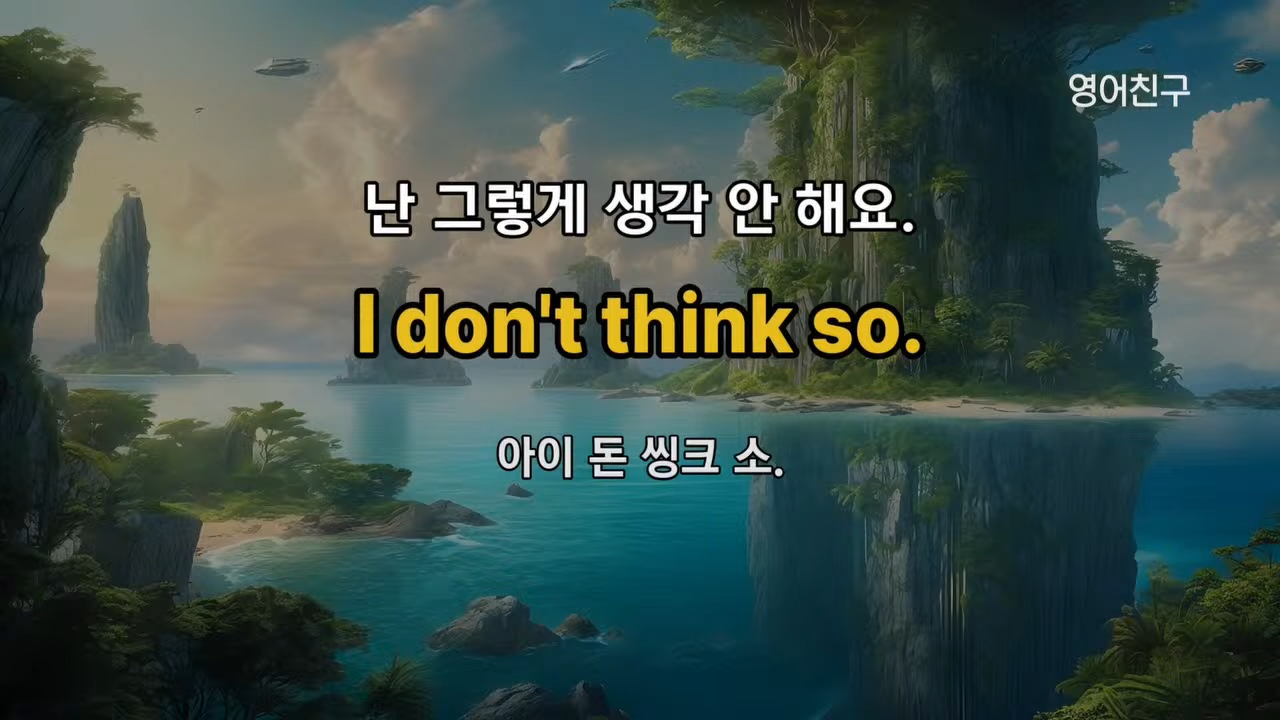 영어친구
난 그렇게 생각 안 해요.
I don't think so.
아이 돈 씽크 소.